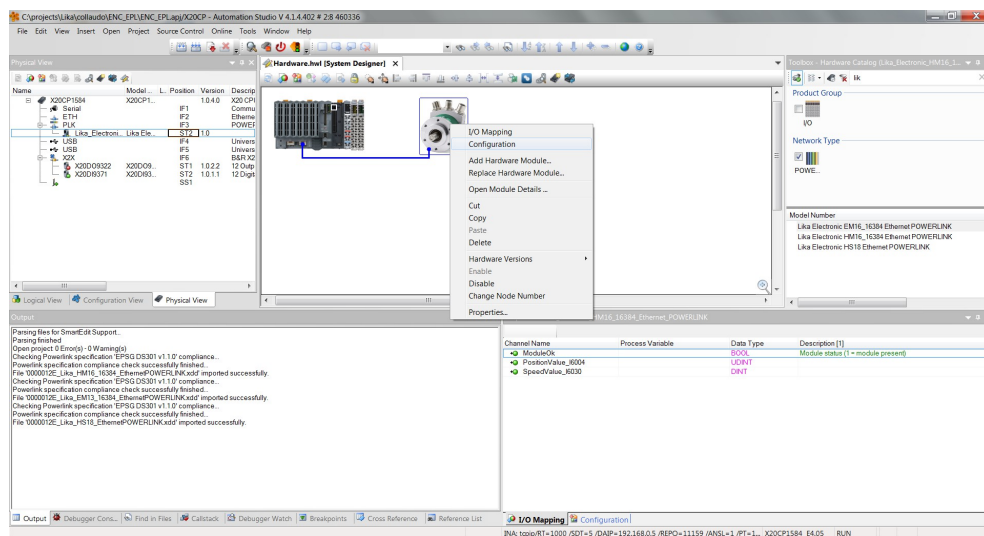 C:\projects\Lika\collaudo\ENC_EPL\ENC_EPL.apj/X20CP - Automation Studio V 4.1.4.402 # 2:8 460336
File Edit View Insert Open Project Source Control Online Tools Window Help
Physical View
Name Model ... L.. Position Version Descrip
X20CP1584 X20CP1... 1.0.4.0 X20 CPI
Serial IF1 Commu
ETH IF2 Etherne
PLK IF3 POWEF
Lika_Electroni... Lika Ele... ST2 1.0
USB IF4 Univers
USB IF5 Univers
X2X IF6 B&R X2
X20DO9322 X20DO9... ST1 1.0.2.2 12 Outp
X20DI9371 X20DI93... ST2 1.0.1.1 12 Digit
SS1
Logical View Configuration View Physical View
Hardware.hwl [System Designer] X
I/O Mapping
Configuration
Add Hardware Module...
Replace Hardware Module...
Open Module Details ...
Cut
Copy
Paste
Delete
Hardware Versions
Enable
Disable
Change Node Number
Properties...
Toolbox - Hardware Catalog (Lika_Electronic_HM16_1...
lik
Product Group
I/O
Network Type
POWE...
Model Number
Lika Electronic EM16_16384 Ethernet POWERLINK
Lika Electronic HM16_16384 Ethernet POWERLINK
Lika Electronic HS18 Ethernet POWERLINK
Output
Parsing files for SmartEdit Support...
Parsing finished
Open project: 0 Error(s) - 0 Warning(s)
Checking Powerlink specification 'EPSG DS301 v1.1.0' compliance...
Powerlink specification compliance check successfully finished...
File '0000012E_Lika_HM16_16384_EthernetPOWERLINK.xdd' imported successfully.
Checking Powerlink specification 'EPSG DS301 v1.1.0' compliance...
Powerlink specification compliance check successfully finished...
File '0000012E_Lika_EM13_16384_EthernetPOWERLINK.xdd' imported successfully.
Checking Powerlink specification 'EPSG DS301 v1.1.0' compliance...
Powerlink specification compliance check successfully finished...
File '0000012E_Lika_HS18_EthernetPOWERLINK.xdd' imported successfully.
Output Debugger Cons... Find in Files Callstack Debugger Watch Breakpoints Cross Reference Reference List
HM16_16384_Ethernet_POWERLINK
Channel Name Process Variable Data Type Description [1]
ModuleOk BOOL Module status (1 = module present)
PositionValue_I6004 UDINT
SpeedValue_I6030 DINT
I/O Mapping Configuration
INA: tcpip/RT=1000 /SDT=5 /DAIP=192.168.0.5 /REPO=11159 /ANSL=1 /PT=1... X20CP1584 E4.05 RUN